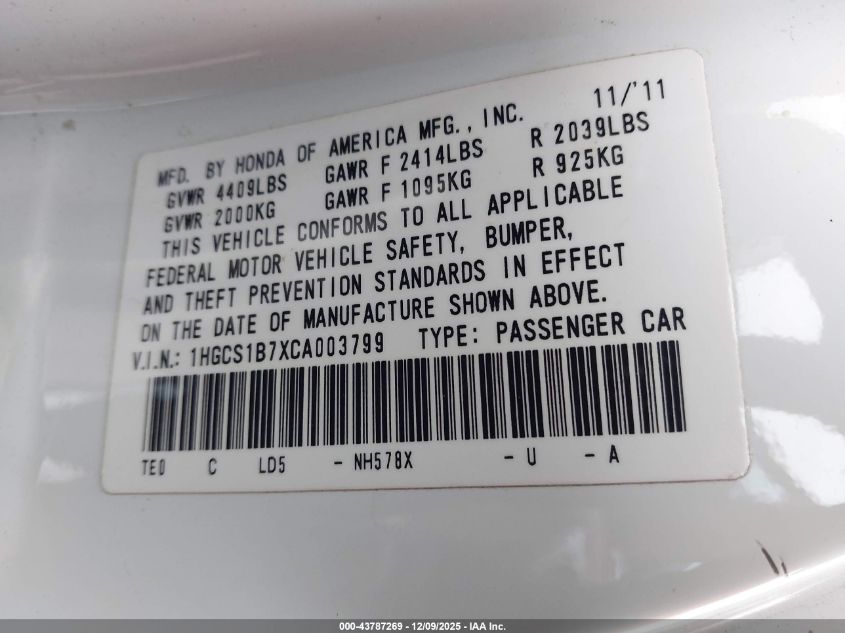 11/'11
MFD. BY HONDA OF AMERICA MFG., INC.
GVWR 4409LBS GAWR F 2414LBS R 2039LBS
GVWR 2000KG GAWR F 1095KG R 925KG
THIS VEHICLE CONFORMS TO ALL APPLICABLE
FEDERAL MOTOR VEHICLE SAFETY, BUMPER,
AND THEFT PREVENTION STANDARDS IN EFFECT
ON THE DATE OF MANUFACTURE SHOWN ABOVE.
V.I.N.: 1HGCS1B7XCA003799 TYPE: PASSENGER CAR
TE0 C LD5 - NH578X - U - A
000-43787269 - 12/09/2025 - IAA Inc.